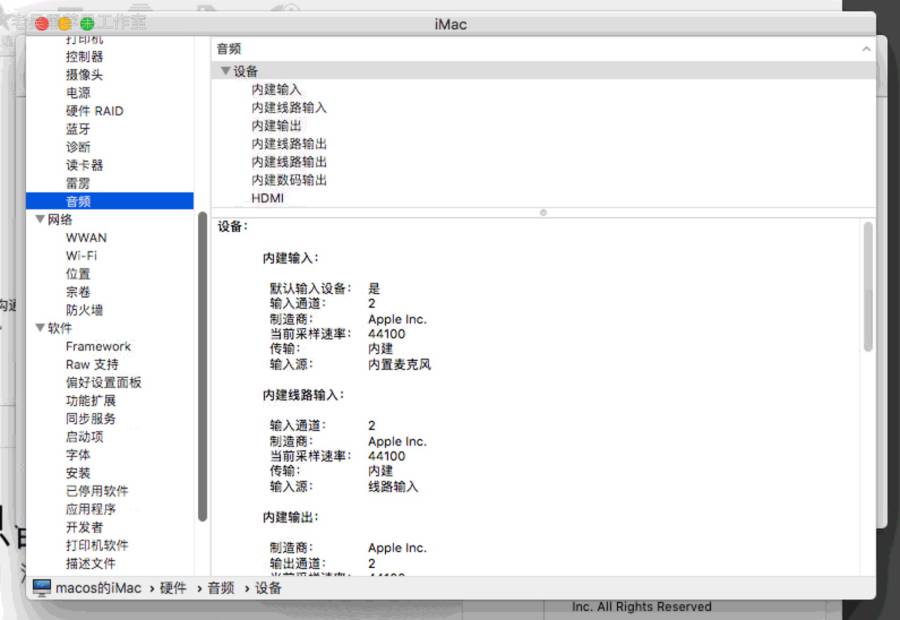 iMac
打印机
控制器
摄像头
电源
硬件 RAID
蓝牙
诊断
读卡器
雷雳
音频
网络
WWAN
Wi-Fi
位置
宗卷
防火墙
软件
Framework
Raw 支持
偏好设置面板
功能扩展
同步服务
启动项
字体
安装
已停用软件
应用程序
开发者
打印机软件
描述文件
音频
设备
内建输入
内建线路输入
内建输出
内建线路输出
内建线路输出
内建数码输出
HDMI
设备：
内建输入：
默认输入设备： 是
输入通道： 2
制造商： Apple Inc.
当前采样速率： 44100
传输： 内建
输入源： 内置麦克风
内建线路输入：
输入通道： 2
制造商： Apple Inc.
当前采样速率： 44100
传输： 内建
输入源： 线路输入
内建输出：
制造商： Apple Inc.
输出通道： 2
当前采样速率： 44100
macos的iMac › 硬件 › 音频 › 设备
Inc. All Rights Reserved